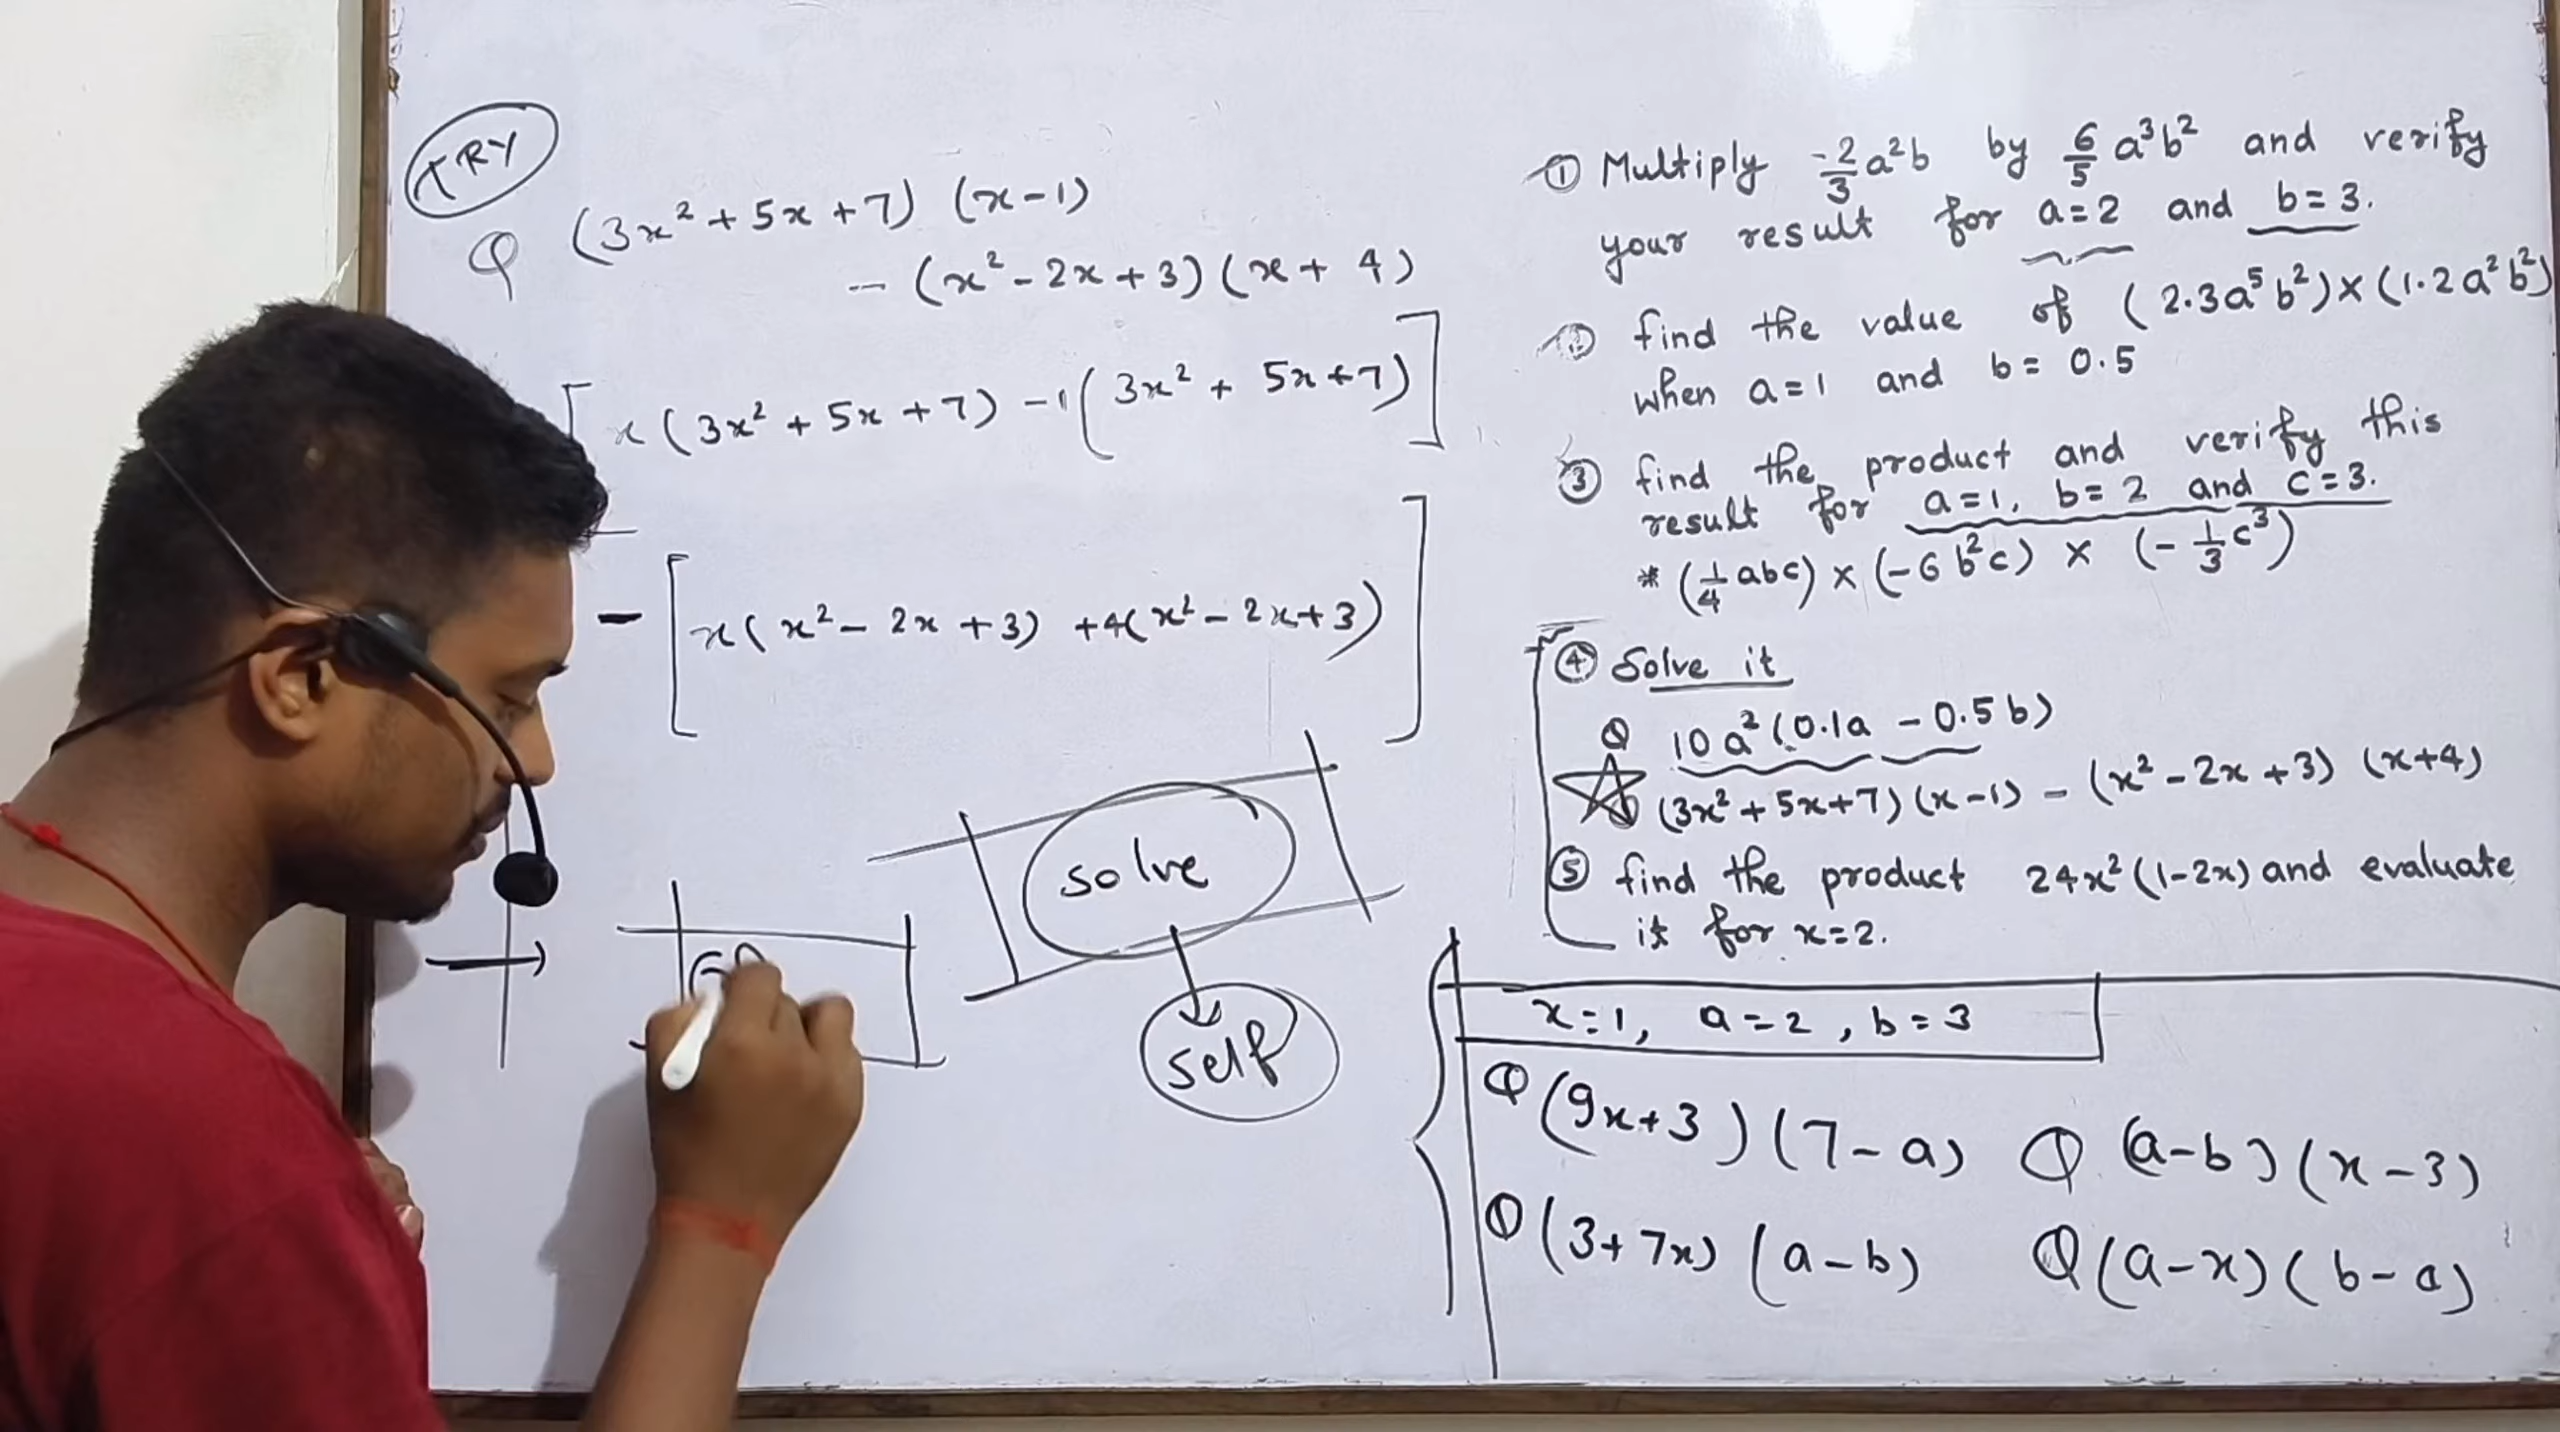 TRY
Q (3x² + 5x + 7) (x - 1)
- (x² - 2x + 3) (x + 4)
[x (3x² + 5x + 7) - 1 (3x² + 5x + 7)]
- [x (x² - 2x + 3) + 4 (x² - 2x + 3)]
solve
self
① Multiply -2/3 a²b by 6/5 a³b² and verify
your result for a=2 and b=3.
② find the value of (2.3a⁵b²)×(1.2a²b²)
when a=1 and b=0.5
③ find the product and verify this
result for a=1, b=2 and c=3.
* (1/4 abc) × (-6b²c) × (-1/3 c³)
④ Solve it
Q 10a² (0.1a - 0.5b)
Q (3x² + 5x + 7) (x - 1) - (x² - 2x + 3) (x+4)
⑤ find the product 24x² (1-2x) and evaluate
it for x=2.
x=1, a=2, b=3
Q (9x+3) (7-a) Q (a-b) (x-3)
Q (3+7x) (a-b) Q (a-x) (b-a)